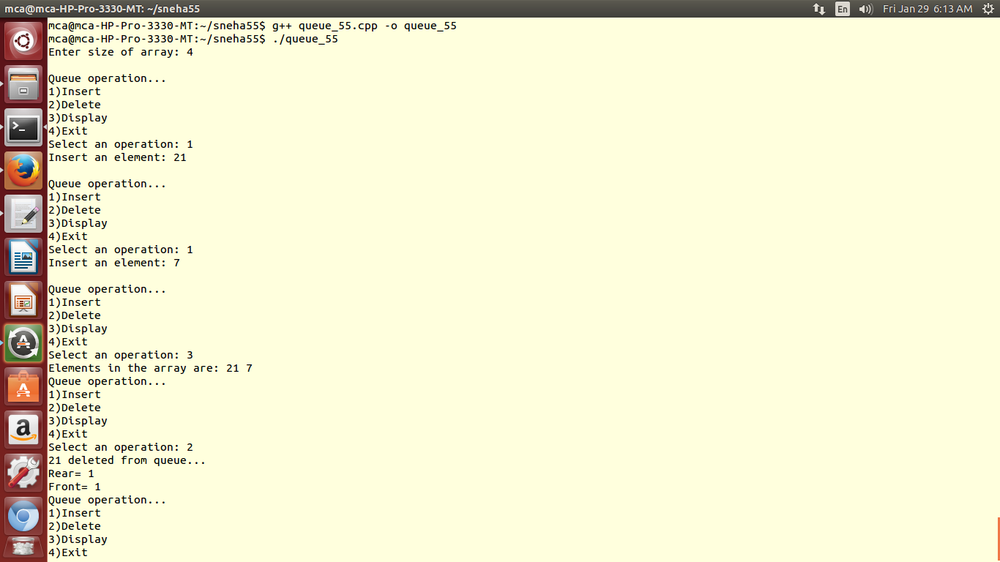 mca@mca-HP-Pro-3330-MT: ~/sneha55
En
Fri Jan 29 6:13 AM
mca@mca-HP-Pro-3330-MT:~/sneha55$ g++ queue_55.cpp -o queue_55
mca@mca-HP-Pro-3330-MT:~/sneha55$ ./queue_55
Enter size of array: 4
Queue operation...
1)Insert
2)Delete
3)Display
4)Exit
Select an operation: 1
Insert an element: 21
Queue operation...
1)Insert
2)Delete
3)Display
4)Exit
Select an operation: 1
Insert an element: 7
Queue operation...
1)Insert
2)Delete
3)Display
4)Exit
Select an operation: 3
Elements in the array are: 21 7
Queue operation...
1)Insert
2)Delete
3)Display
4)Exit
Select an operation: 2
21 deleted from queue...
Rear= 1
Front= 1
Queue operation...
1)Insert
2)Delete
3)Display
4)Exit